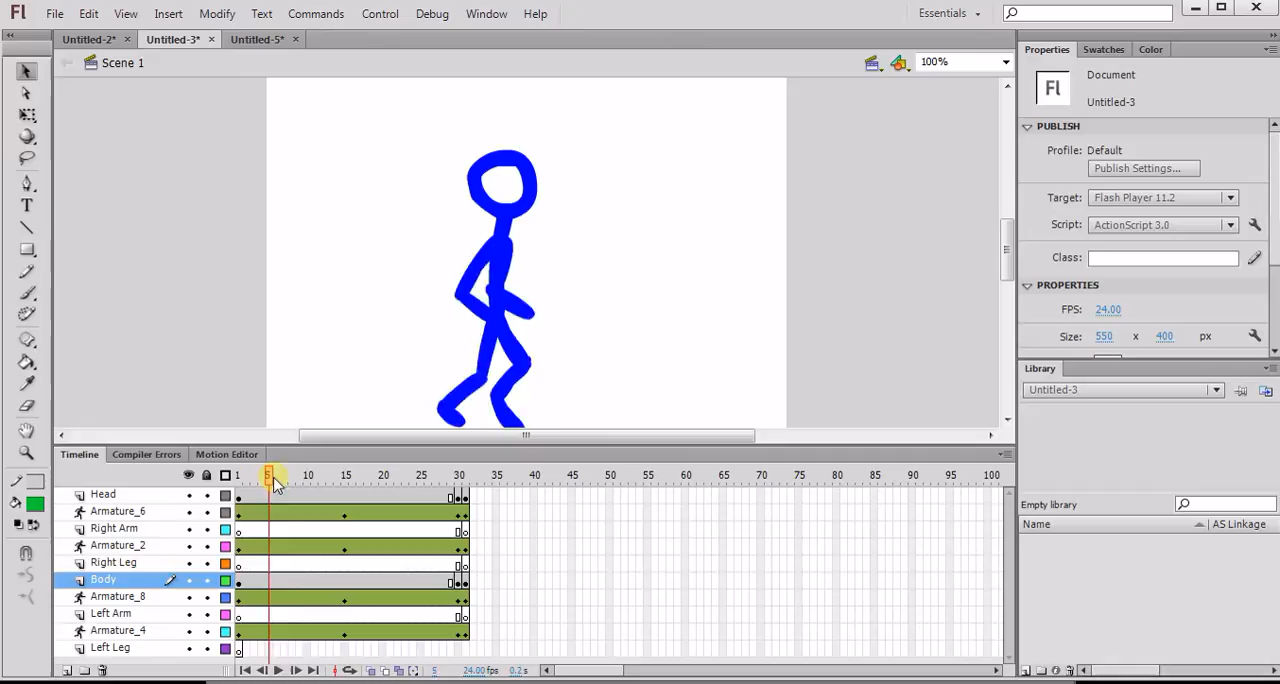 Fl File Edit View Insert Modify Text Commands Control Debug Window Help Essentials
Untitled-2* × Untitled-3* × Untitled-5* ×
Scene 1 100%
Properties Swatches Color
Fl Document
Untitled-3
PUBLISH
Profile: Default
Publish Settings...
Target: Flash Player 11.2
Script: ActionScript 3.0
Class:
PROPERTIES
FPS: 24.00
Size: 550 x 400 px
Library
Untitled-3
Empty library
Name AS Linkage
Timeline Compiler Errors Motion Editor
1 5 10 15 20 25 30 35 40 45 50 55 60 65 70 75 80 85 90 95 100
Head
Armature_6
Right Arm
Armature_2
Right Leg
Body
Armature_8
Left Arm
Armature_4
Left Leg
5 24.00 fps 0.2 s